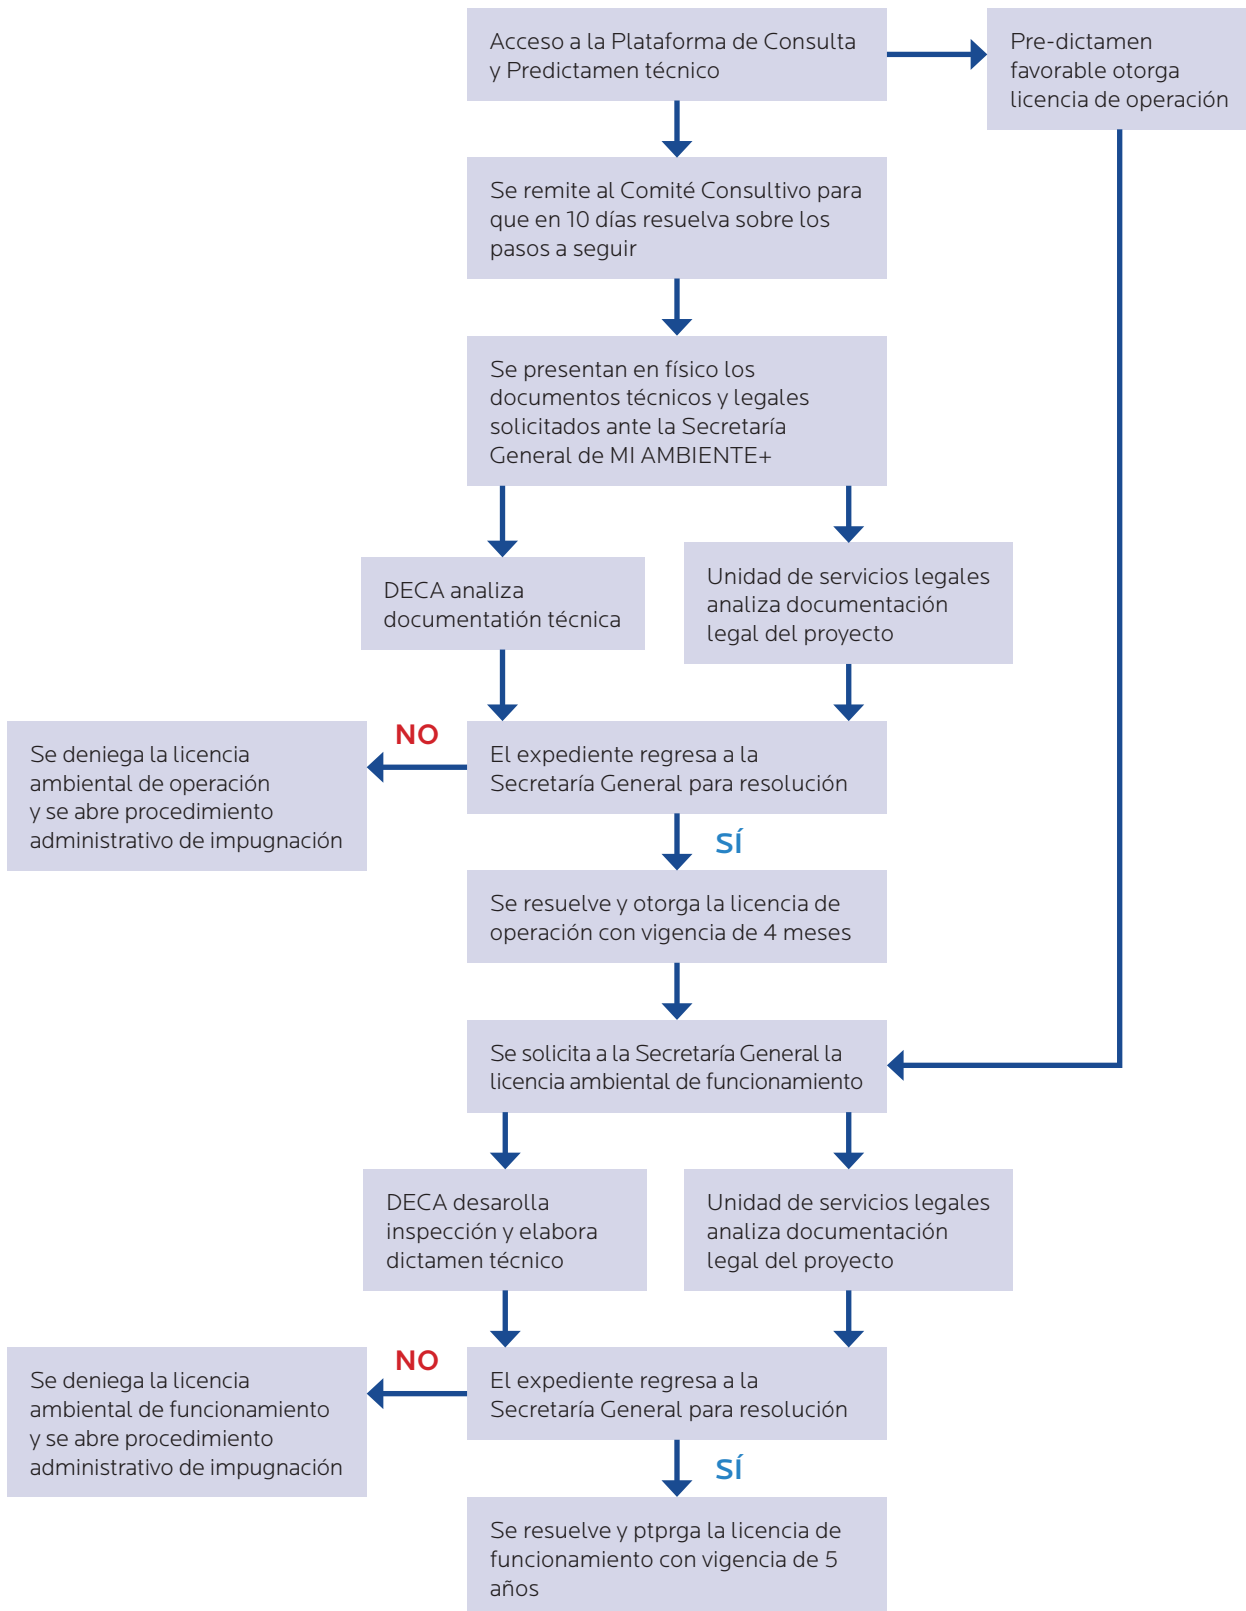 Acceso a la Plataforma de Consulta
y Predictamen técnico
Pre-dictamen
favorable otorga
licencia de operación
Se remite al Comité Consultivo para
que en 10 días resuelva sobre los
pasos a seguir
Se presentan en físico los
documentos técnicos y legales
solicitados ante la Secretaría
General de MI AMBIENTE+
DECA analiza
documentatión técnica
Unidad de servicios legales
analiza documentación
legal del proyecto
Se deniega la licencia
ambiental de operación
y se abre procedimiento
administrativo de impugnación
NO
El expediente regresa a la
Secretaría General para resolución
SÍ
Se resuelve y otorga la licencia de
operación con vigencia de 4 meses
Se solicita a la Secretaría General la
licencia ambiental de funcionamiento
DECA desarolla
inspección y elabora
dictamen técnico
Unidad de servicios legales
analiza documentación
legal del proyecto
Se deniega la licencia
ambiental de funcionamiento
y se abre procedimiento
administrativo de impugnación
NO
El expediente regresa a la
Secretaría General para resolución
SÍ
Se resuelve y ptprga la licencia de
funcionamiento con vigencia de 5
años